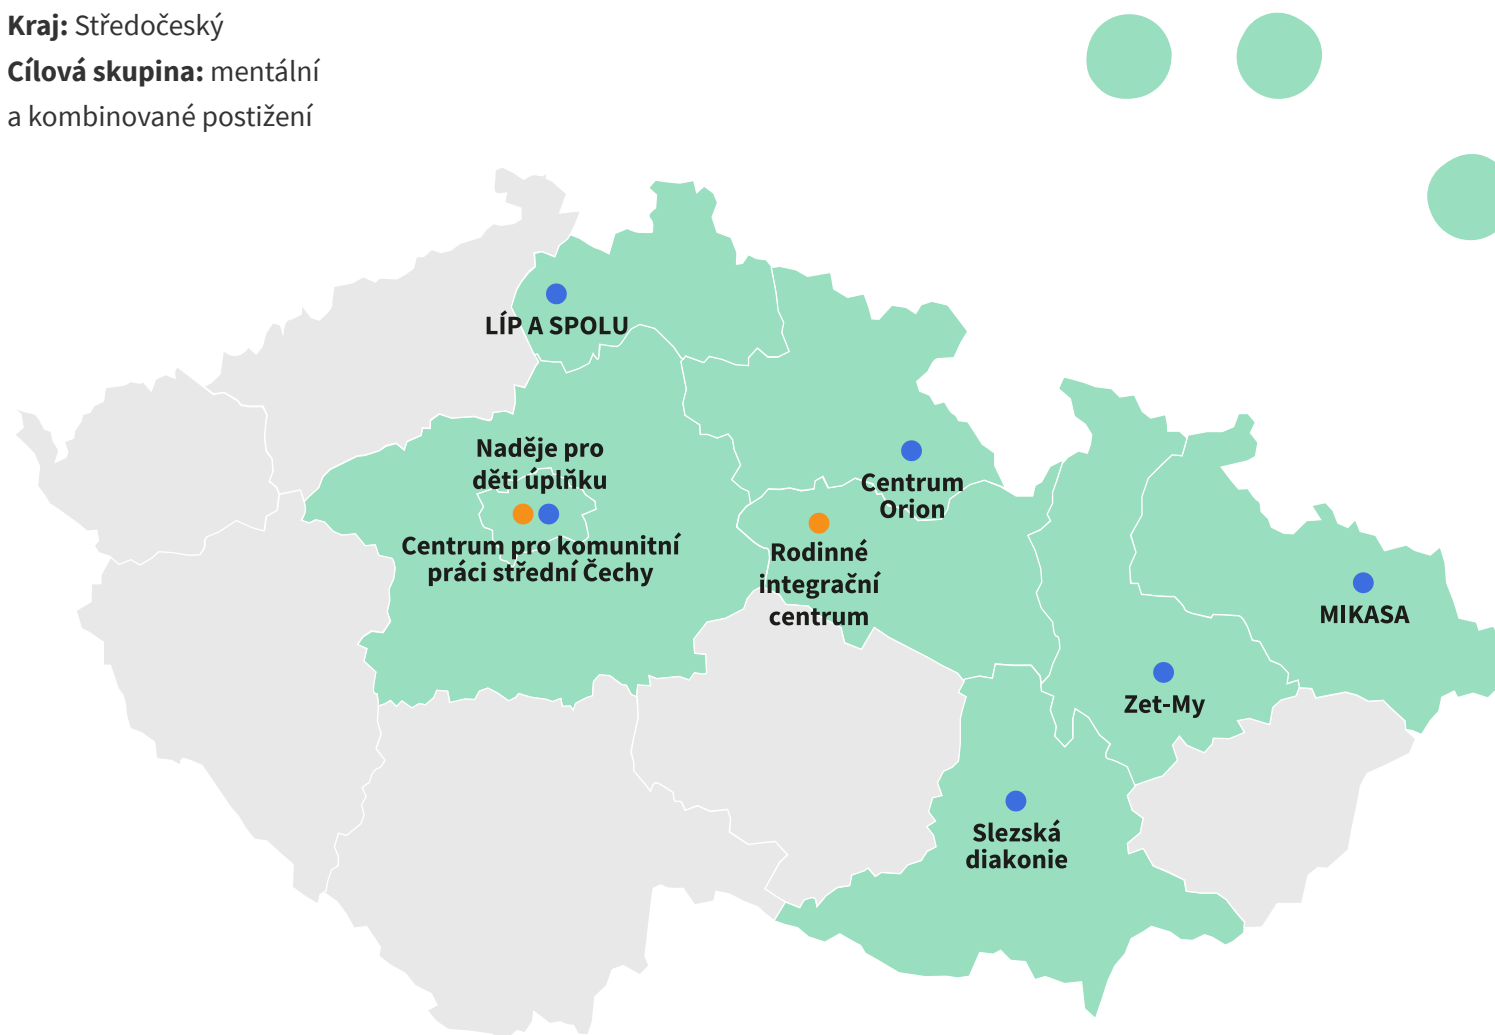 Kraj: Středočeský
Cílová skupina: mentální
a kombinované postižení
LÍP A SPOLU
Naděje pro
děti úplňku
Centrum pro komunitní
práci střední Čechy
Centrum
Orion
Rodinné
integrační
centrum
MIKASA
Zet-My
Slezská
diakonie